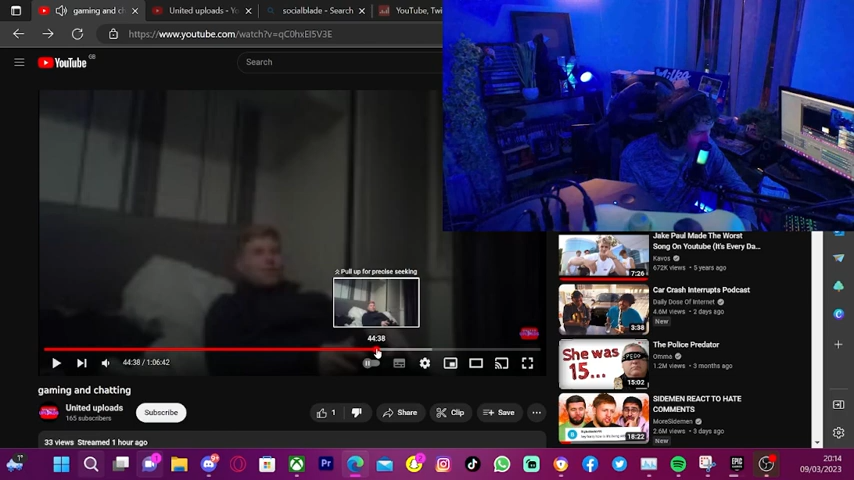 gaming and ch
United uploads - Yo
socialblade - Search
YouTube, Twi
https://www.youtube.com/watch?v=qC0hxEI5V3E
YouTube
GB
Search
Milko
Pull up for precise seeking
44:38
44:38 / 1:06:42
gaming and chatting
United uploads
165 subscribers
Subscribe
1
Share
Clip
Save
33 views Streamed 1 hour ago
Jake Paul Made The Worst
Song On Youtube (It's Every Da...
Kavos
672K views • 5 years ago
7:26
Car Crash Interrupts Podcast
Daily Dose Of Internet
4.6M views • 2 days ago
New
3:38
The Police Predator
Omma
1.2M views • 3 months ago
She was
15...
PEDO
15:02
SIDEMEN REACT TO HATE
COMMENTS
MoreSidemen
2.6M views • 3 days ago
New
18:22
Pr
20:14
09/03/2023